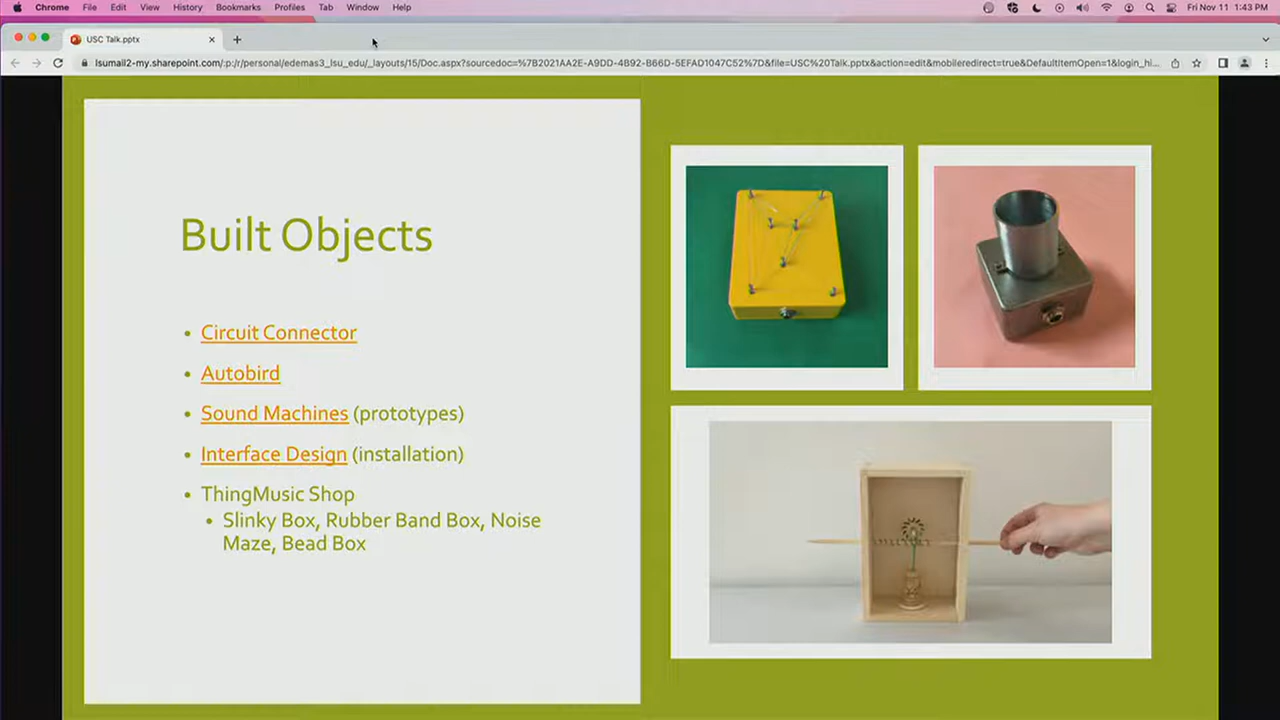 Chrome File Edit View History Bookmarks Profiles Tab Window Help Fri Nov 11 1:43 PM
USC Talk.pptx
lsumail2-my.sharepoint.com/:p:/r/personal/edemas3_lsu_edu/_layouts/15/Doc.aspx?sourcedoc=%7B2021AA2E-A9DD-4B92-B66D-5EFAD1047C52%7D&file=USC%20Talk.pptx&action=edit&mobileredirect=true&DefaultItemOpen=1&login_hi...
Built Objects
• Circuit Connector
• Autobird
• Sound Machines (prototypes)
• Interface Design (installation)
• ThingMusic Shop
• Slinky Box, Rubber Band Box, Noise
Maze, Bead Box